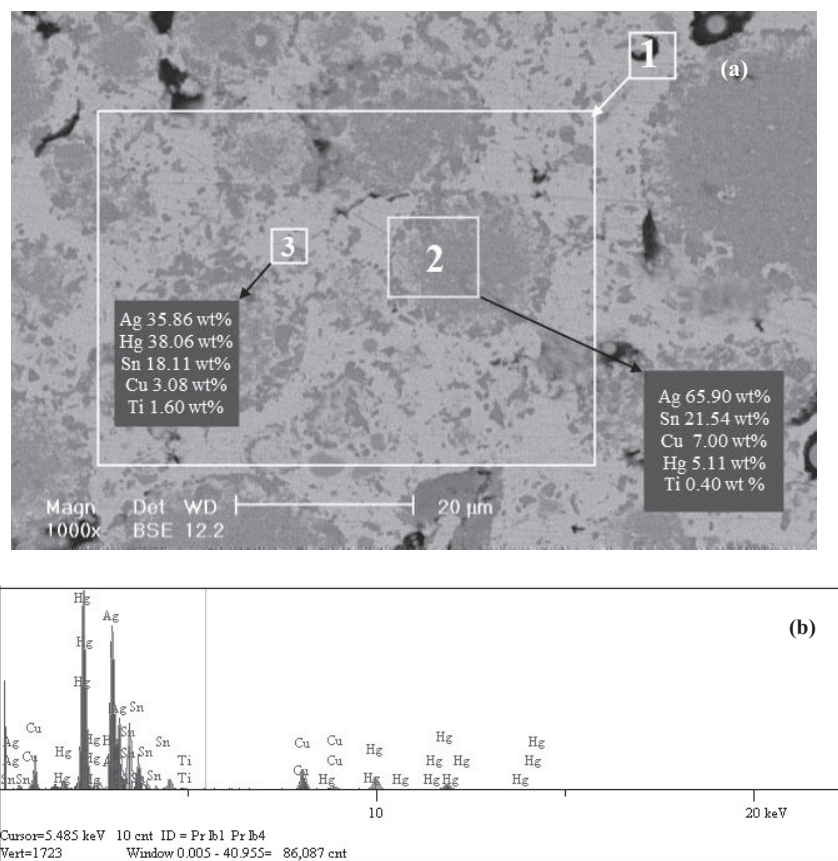 1
(a)
3
2
Ag 35.86 wt%
Hg 38.06 wt%
Sn 18.11 wt%
Cu 3.08 wt%
Ti 1.60 wt%
Ag 65.90 wt%
Sn 21.54 wt%
Cu 7.00 wt%
Hg 5.11 wt%
Ti 0.40 wt %
Magn Det WD 20 µm
1000x BSE 12.2
(b)
Hg
Ag
Hg
Hg
Ag Sn
Cu Sn Sn Cu Cu Hg Hg Hg
Ag Cu Hg Hg Sn Sn Ti Hg Hg Hg
Ag Hg Sn Ti
SnSn Hg Sn Cu Hg Hg Hg HgHg Hg
10 20 keV
Cursor=5.485 keV 10 cnt ID = Pr lb1 Pr lb4
Vert=1723 Window 0.005 - 40.955= 86,087 cnt